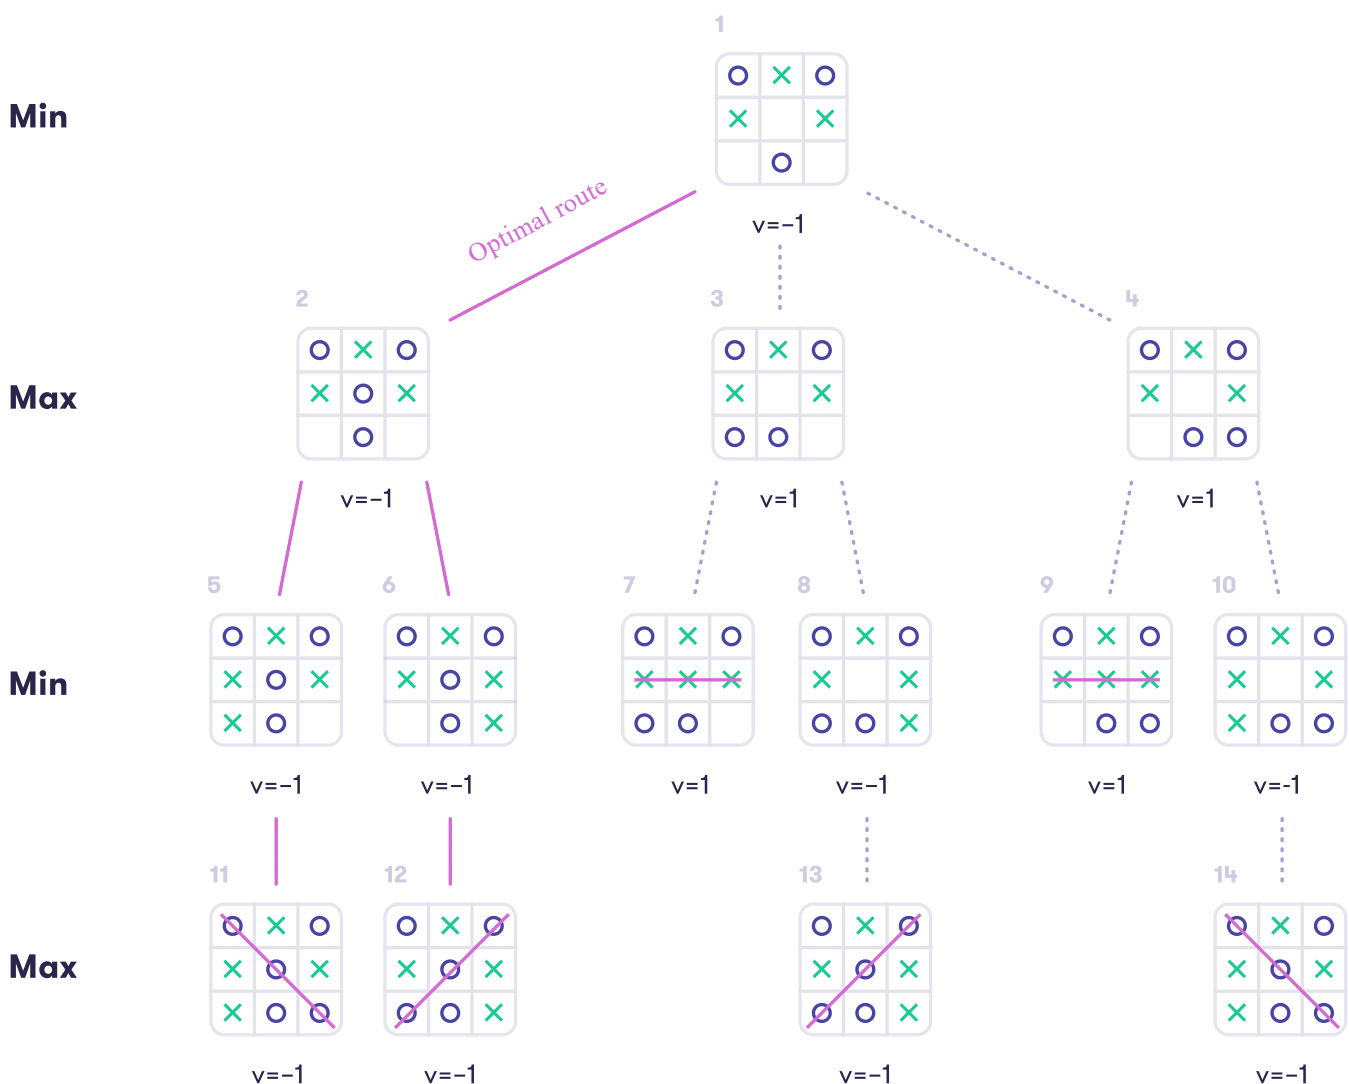 1
Min
Optimal route
v=-1
2 3 4
Max
v=-1 v=1 v=1
5 6 7 8 9 10
Min
v=-1 v=-1 v=1 v=-1 v=1 v=-1
11 12 13 14
Max
v=-1 v=-1 v=-1 v=-1